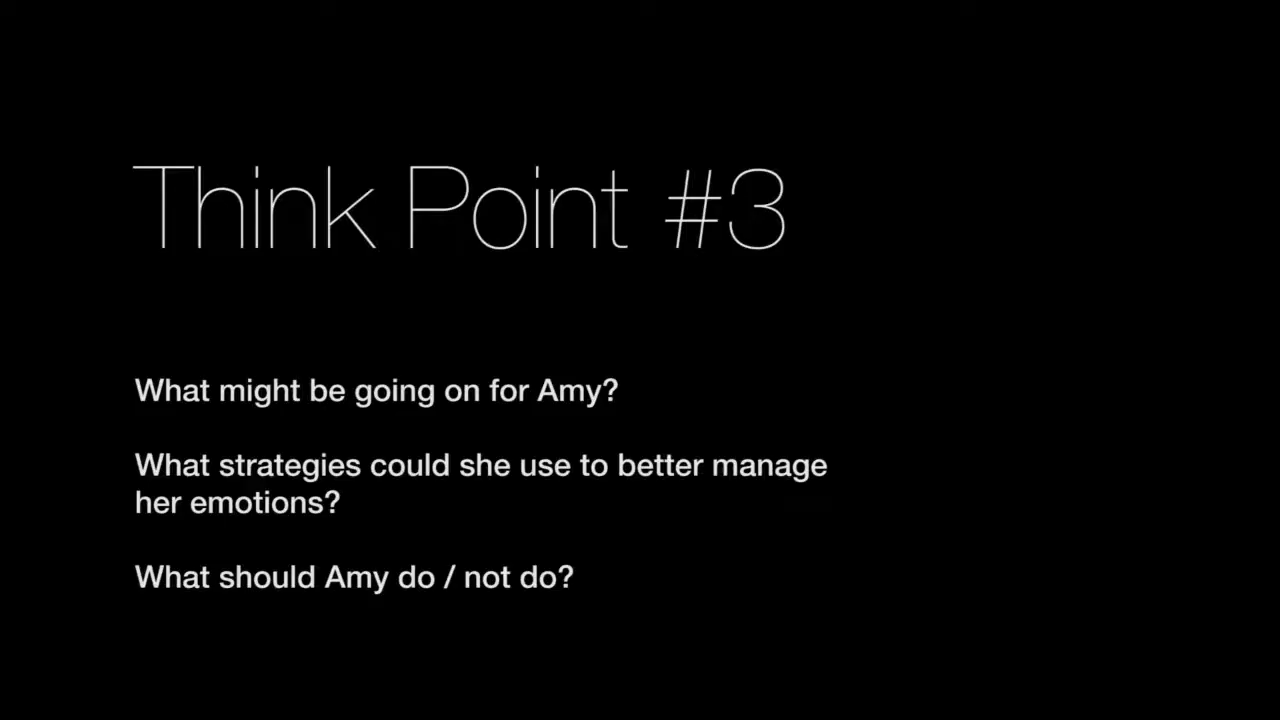 Think Point #3
What might be going on for Amy?
What strategies could she use to better manage
her emotions?
What should Amy do / not do?